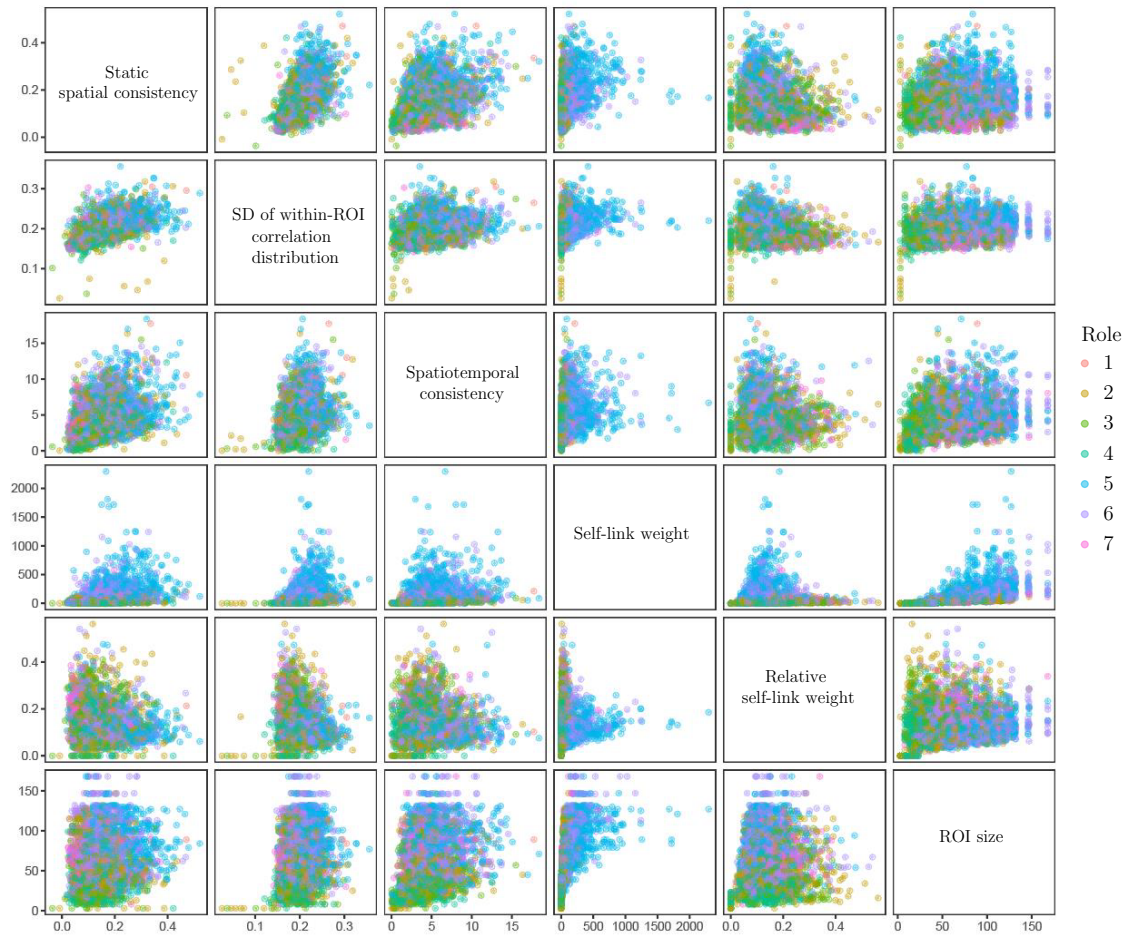 0.4
0.2
0.0
Static
spatial consistency
0.3
0.2
0.1
SD of within-ROI
correlation
distribution
15
10
5
0
Spatiotemporal
consistency
2000
1500
1000
500
0
Self-link weight
0.4
0.2
0.0
Relative
self-link weight
150
100
50
0
ROI size
0.0 0.2 0.4 0.1 0.2 0.3 0 5 10 15 0 500 1000 1500 2000 0.0 0.2 0.4 0 50 100 150
Role
1
2
3
4
5
6
7